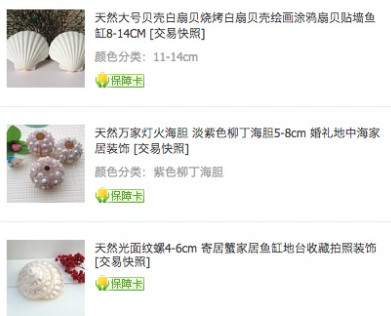 天然大号贝壳白扇贝烧烤白扇贝壳绘画涂鸦扇贝贴墙鱼
缸8-14CM [交易快照]
颜色分类：11-14cm
保障卡
天然万家灯火海胆 淡紫色柳丁海胆5-8cm 婚礼地中海家
居装饰 [交易快照]
颜色分类：紫色柳丁海胆
保障卡
天然光面纹螺4-6cm 寄居蟹家居鱼缸地台收藏拍照装饰
[交易快照]
保障卡